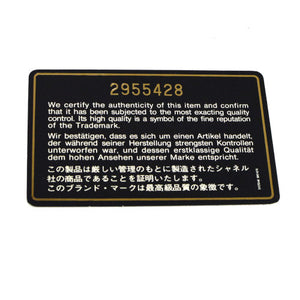 2955428
We certify the authenticity of this item and confirm
that it has been subjected to the most exacting quality
control. Its high quality is a symbol of the fine reputation
of the Trademark.
Wir bestätigen, dass es sich um einen Artikel handelt,
der während seiner Herstellung strengsten Kontrollen
unterworfen war, und dessen erstklassige Qualität
dem hohen Ansehen unserer Marke entspricht.
この製品は厳しい管理のもとに製造されたシャネル
社の商品であることを証明いたします。
このブランド・マークは最高級品質の象徴です。